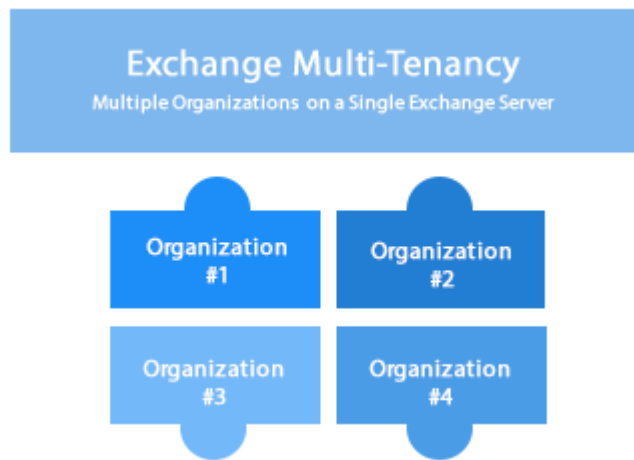 Exchange Multi-Tenancy
Multiple Organizations on a Single Exchange Server
Organization
#1
Organization
#2
Organization
#3
Organization
#4